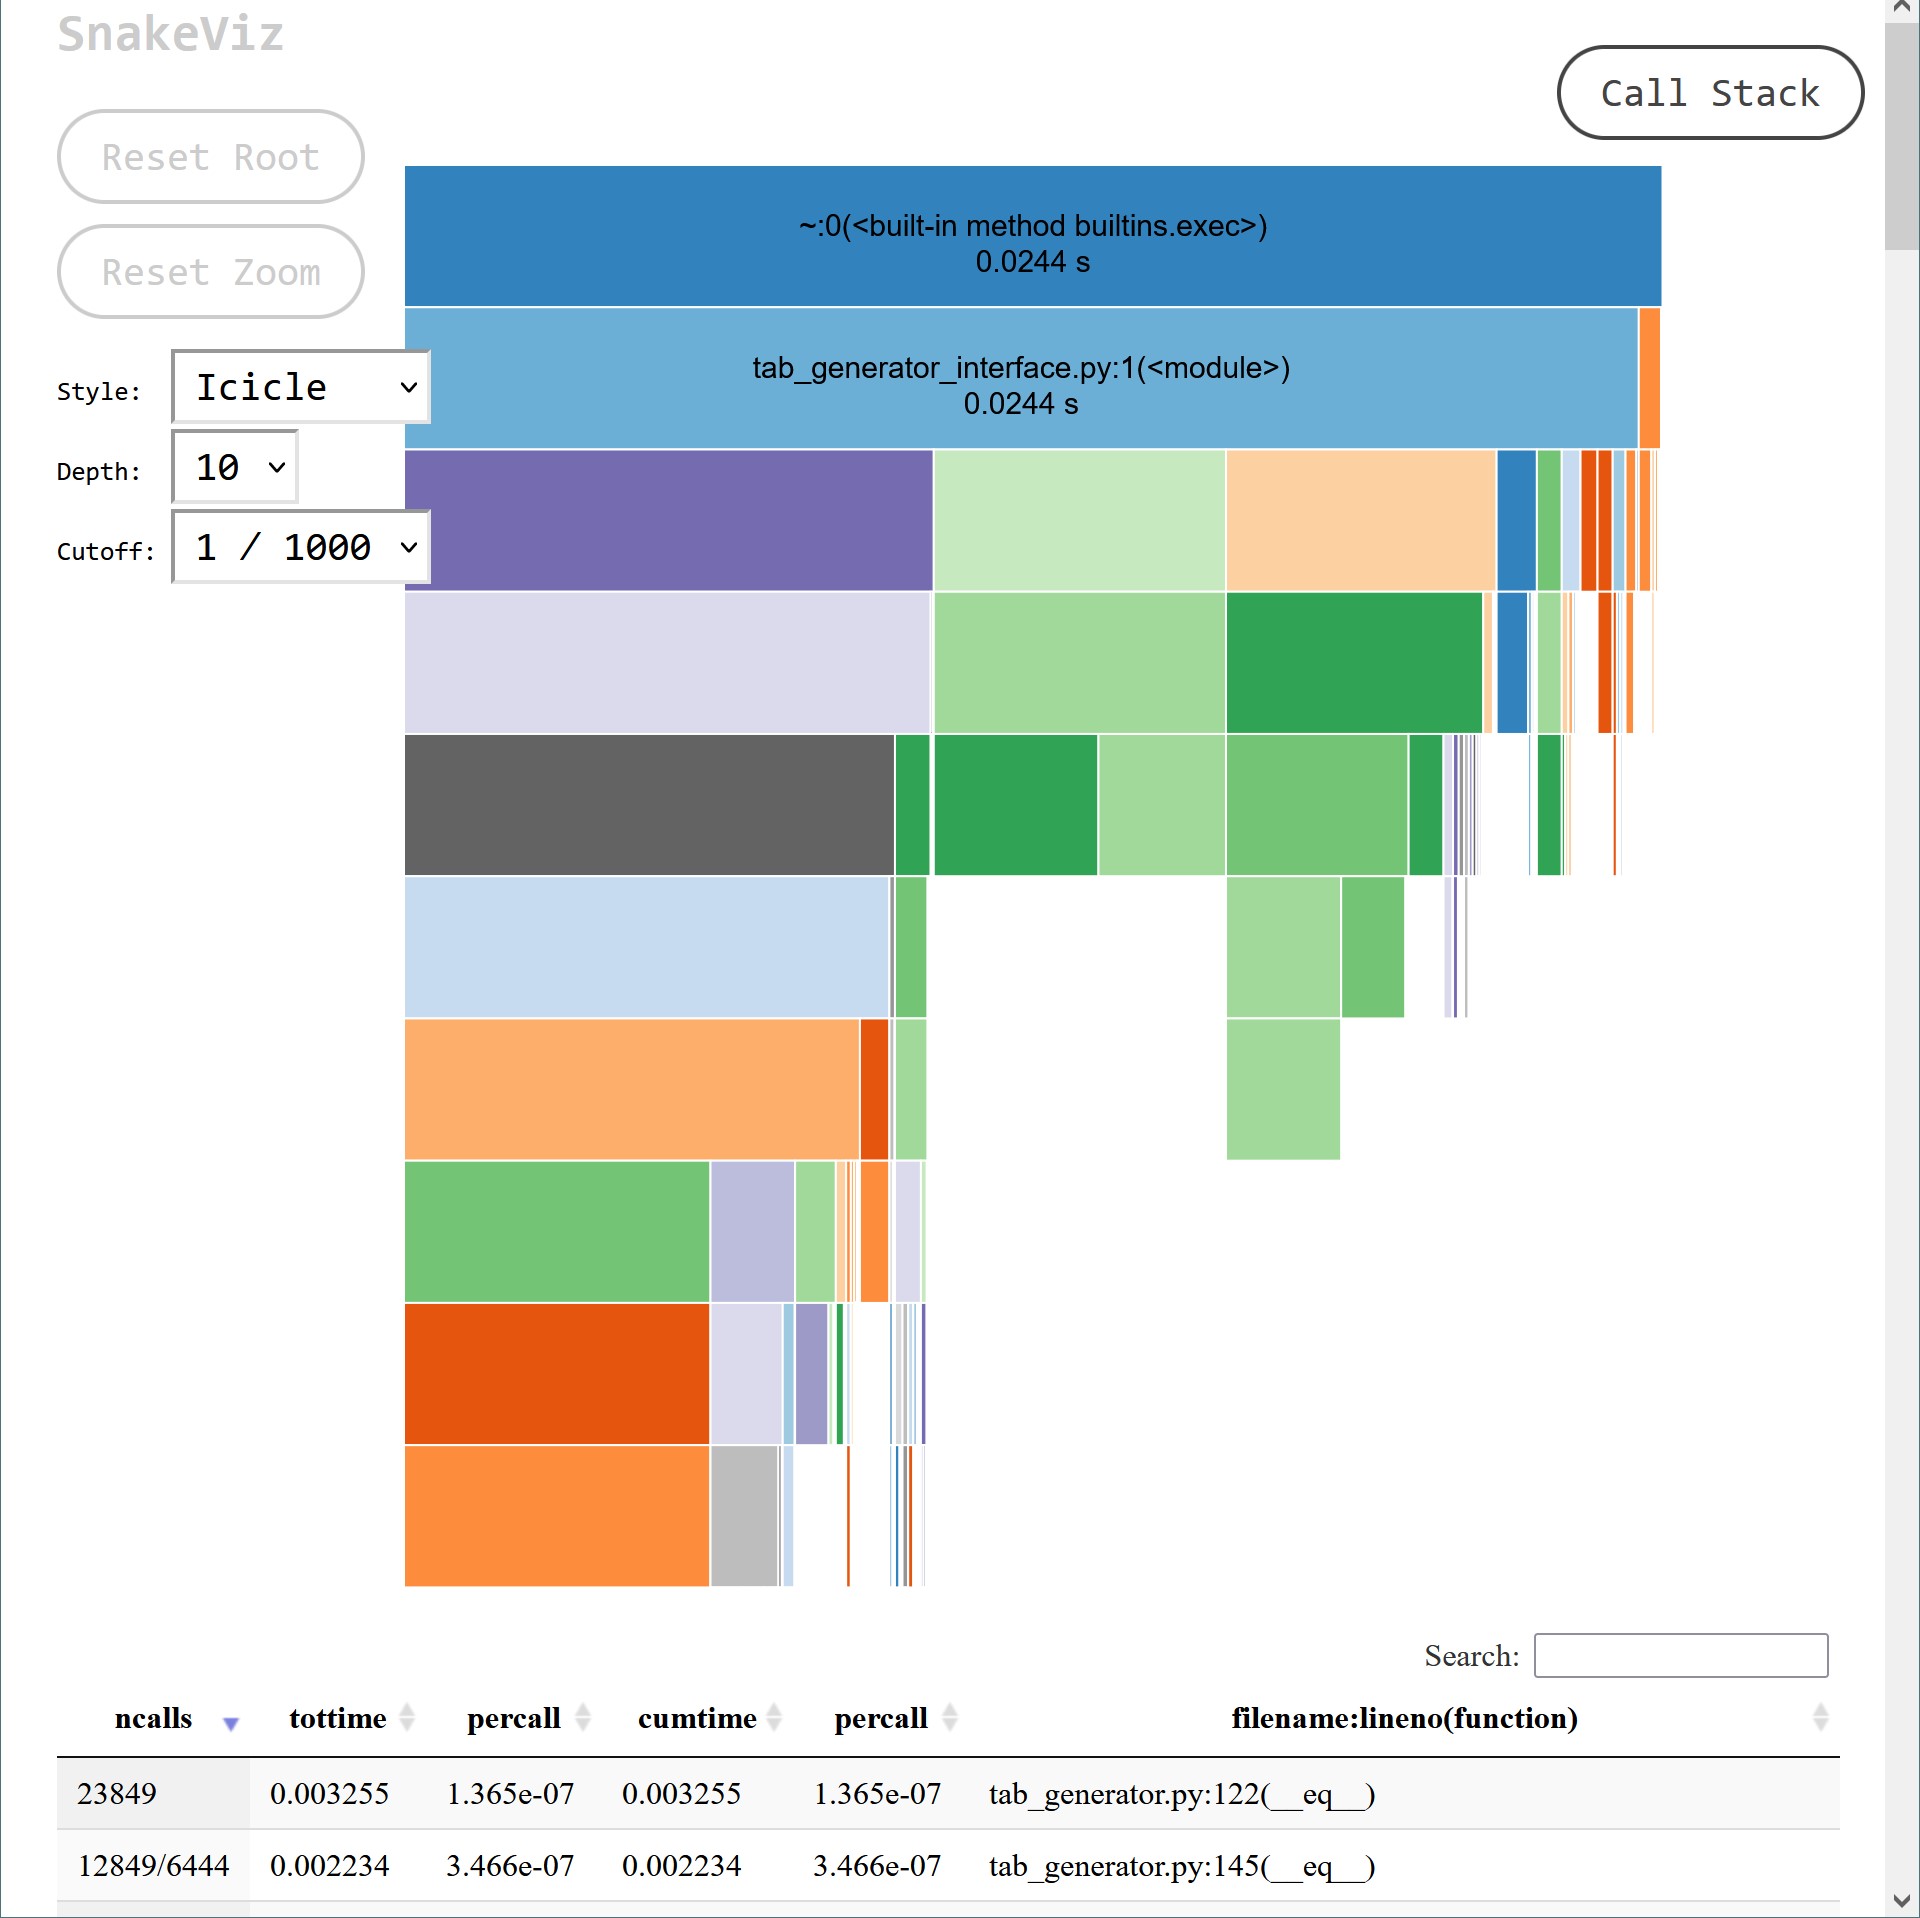 SnakeViz
Call Stack
Reset Root
Reset Zoom
Style: Icicle
Depth: 10
Cutoff: 1 / 1000
~:0(<built-in method builtins.exec>)
0.0244 s
tab_generator_interface.py:1(<module>)
0.0244 s
Search:
ncalls tottime percall cumtime percall filename:lineno(function)
23849 0.003255 1.365e-07 0.003255 1.365e-07 tab_generator.py:122(__eq__)
12849/6444 0.002234 3.466e-07 0.002234 3.466e-07 tab_generator.py:145(__eq__)